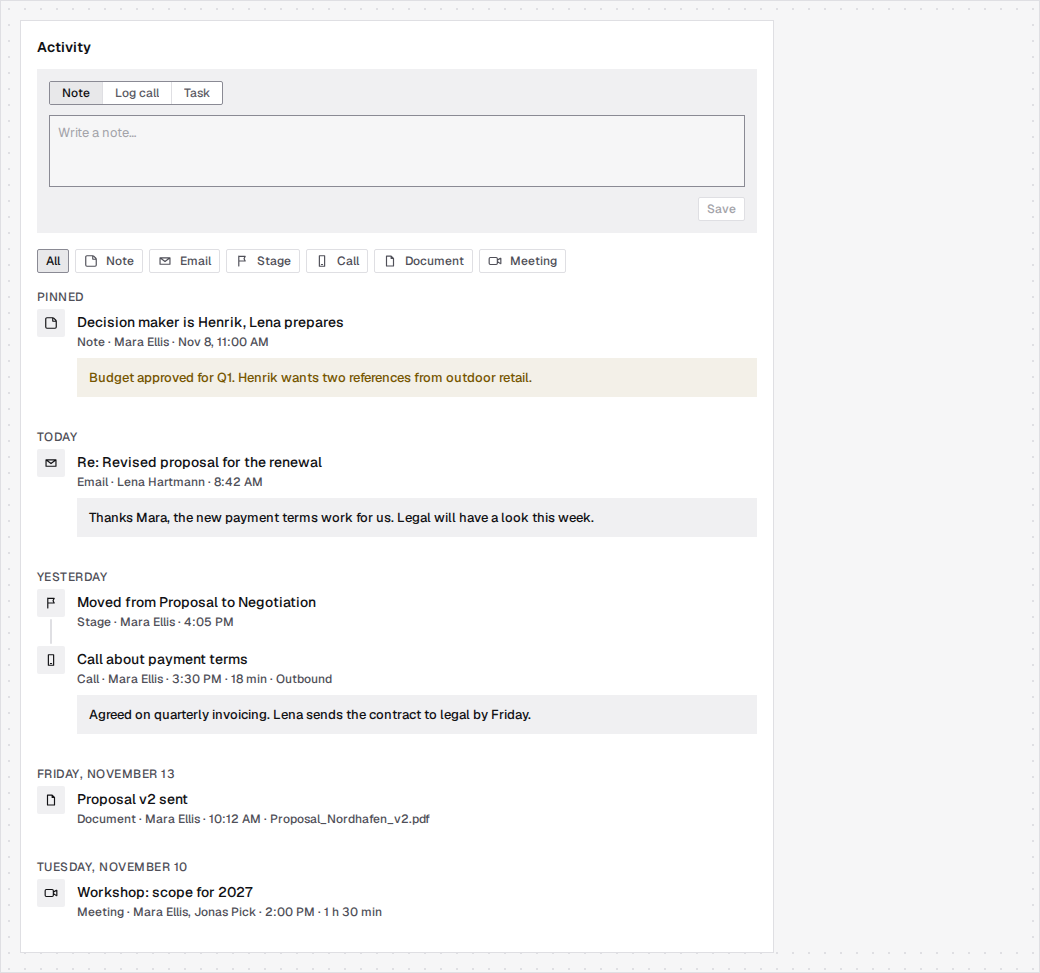 Activity
Note Log call Task
Write a note…
Save
All Note Email Stage Call Document Meeting
PINNED
Decision maker is Henrik, Lena prepares
Note · Mara Ellis · Nov 8, 11:00 AM
Budget approved for Q1. Henrik wants two references from outdoor retail.
TODAY
Re: Revised proposal for the renewal
Email · Lena Hartmann · 8:42 AM
Thanks Mara, the new payment terms work for us. Legal will have a look this week.
YESTERDAY
Moved from Proposal to Negotiation
Stage · Mara Ellis · 4:05 PM
Call about payment terms
Call · Mara Ellis · 3:30 PM · 18 min · Outbound
Agreed on quarterly invoicing. Lena sends the contract to legal by Friday.
FRIDAY, NOVEMBER 13
Proposal v2 sent
Document · Mara Ellis · 10:12 AM · Proposal_Nordhafen_v2.pdf
TUESDAY, NOVEMBER 10
Workshop: scope for 2027
Meeting · Mara Ellis, Jonas Pick · 2:00 PM · 1 h 30 min